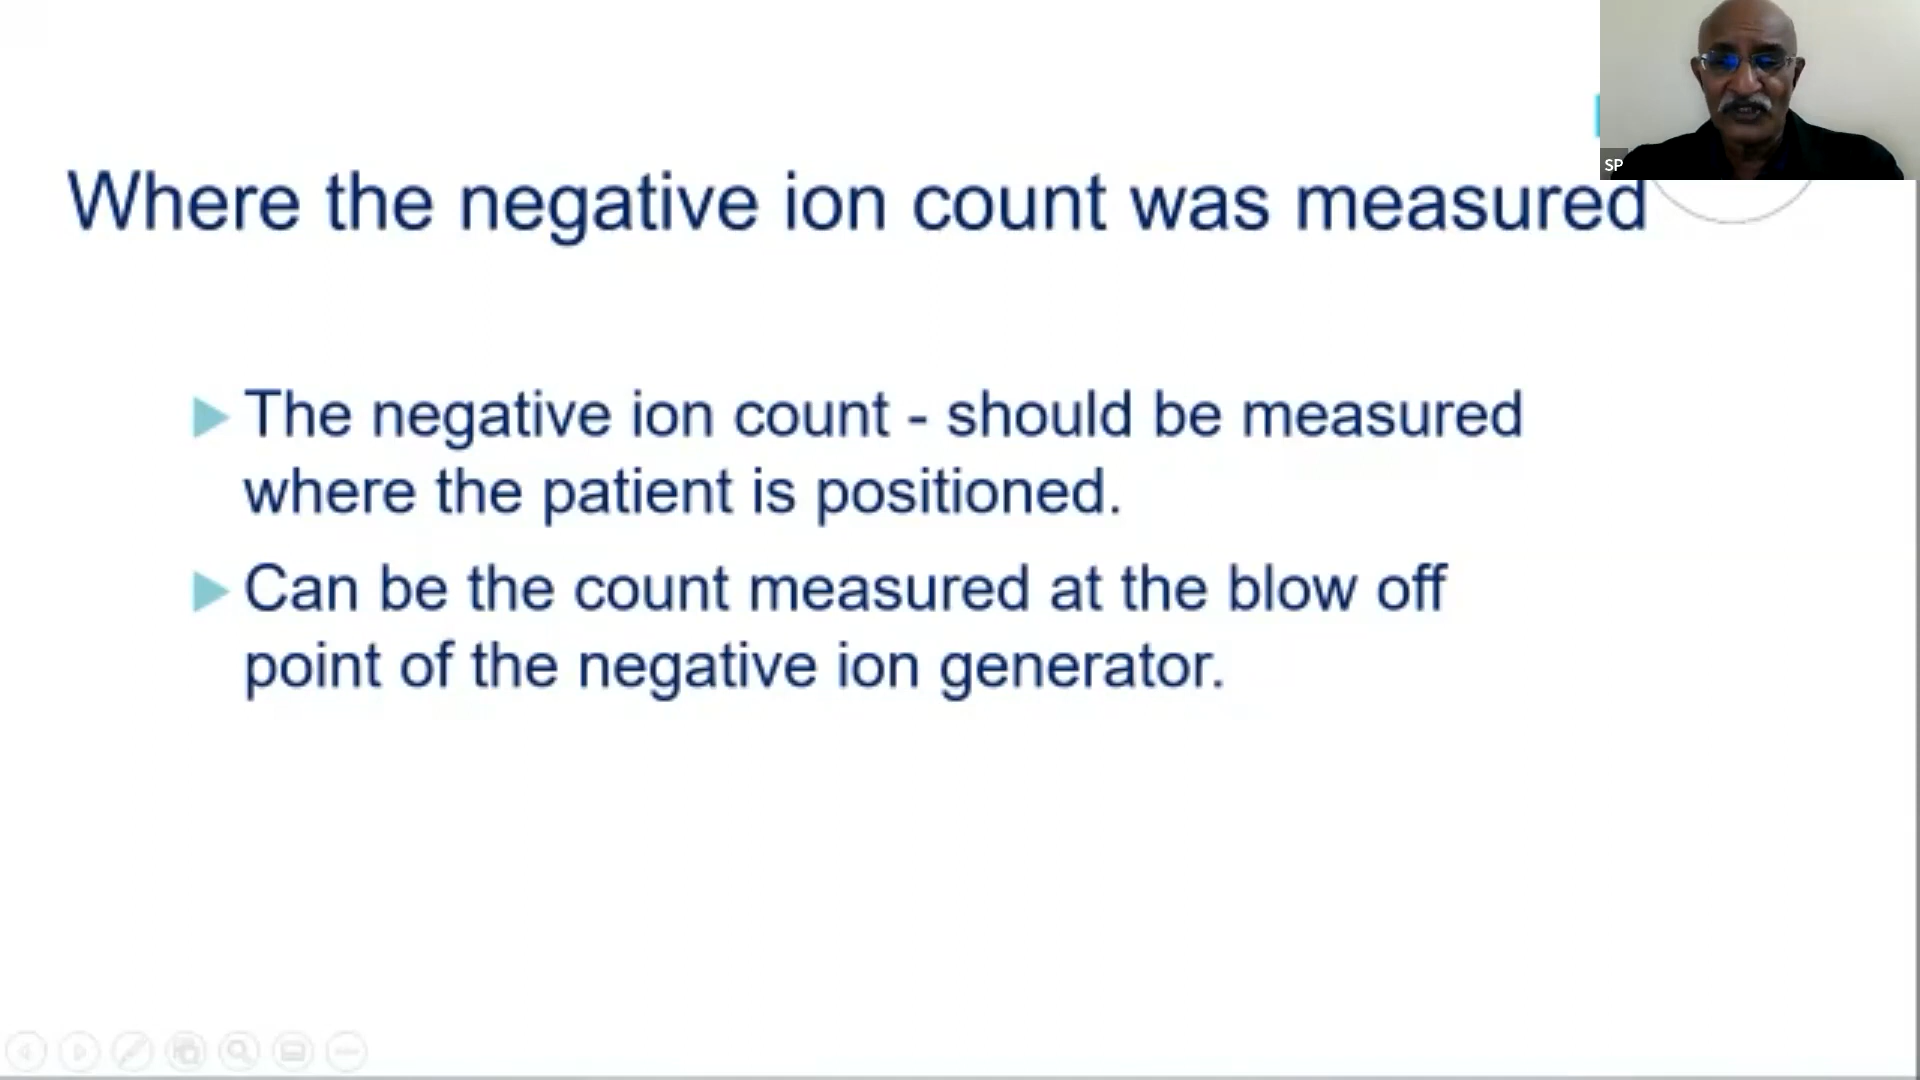 SP
Where the negative ion count was measured
The negative ion count - should be measured
where the patient is positioned.
Can be the count measured at the blow off
point of the negative ion generator.